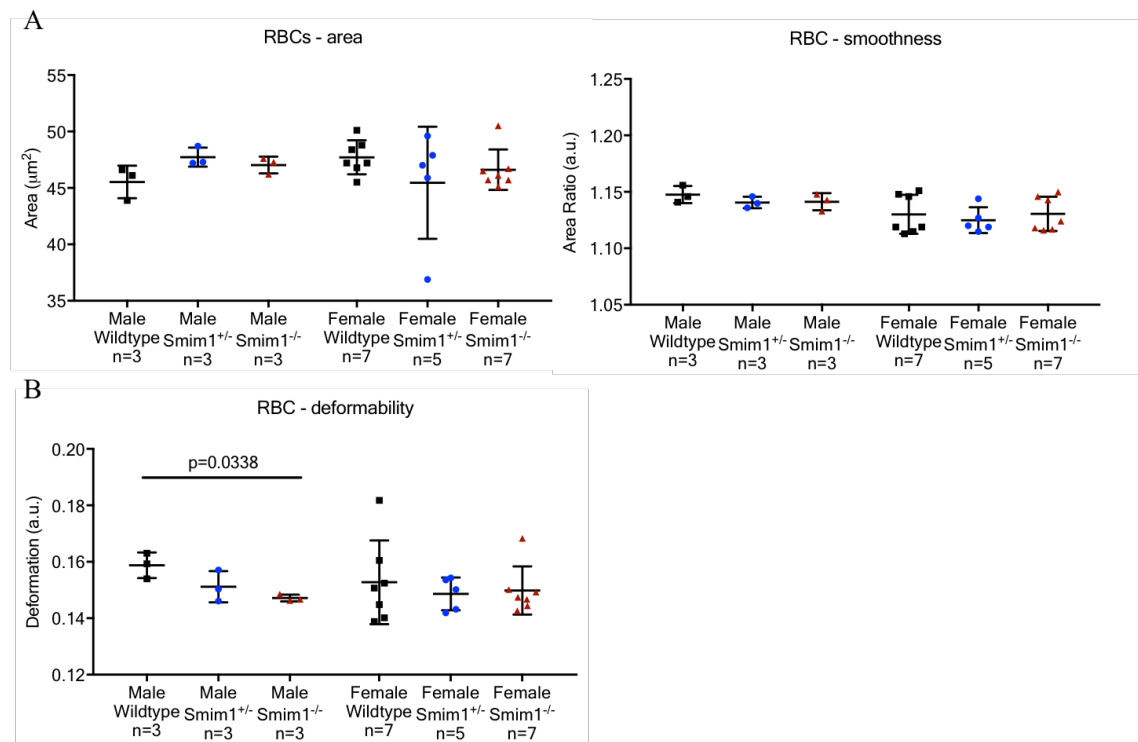 A
RBCs - area
55
50
45
40
35
Area (μm²)
Male Wildtype n=3
Male Smim1⁺/⁻ n=3
Male Smim1⁻/⁻ n=3
Female Wildtype n=7
Female Smim1⁺/⁻ n=5
Female Smim1⁻/⁻ n=7
RBC - smoothness
1.25
1.20
1.15
1.10
1.05
Area Ratio (a.u.)
Male Wildtype n=3
Male Smim1⁺/⁻ n=3
Male Smim1⁻/⁻ n=3
Female Wildtype n=7
Female Smim1⁺/⁻ n=5
Female Smim1⁻/⁻ n=7
B
RBC - deformability
0.20
0.18
0.16
0.14
0.12
Deformation (a.u.)
p=0.0338
Male Wildtype n=3
Male Smim1⁺/⁻ n=3
Male Smim1⁻/⁻ n=3
Female Wildtype n=7
Female Smim1⁺/⁻ n=5
Female Smim1⁻/⁻ n=7